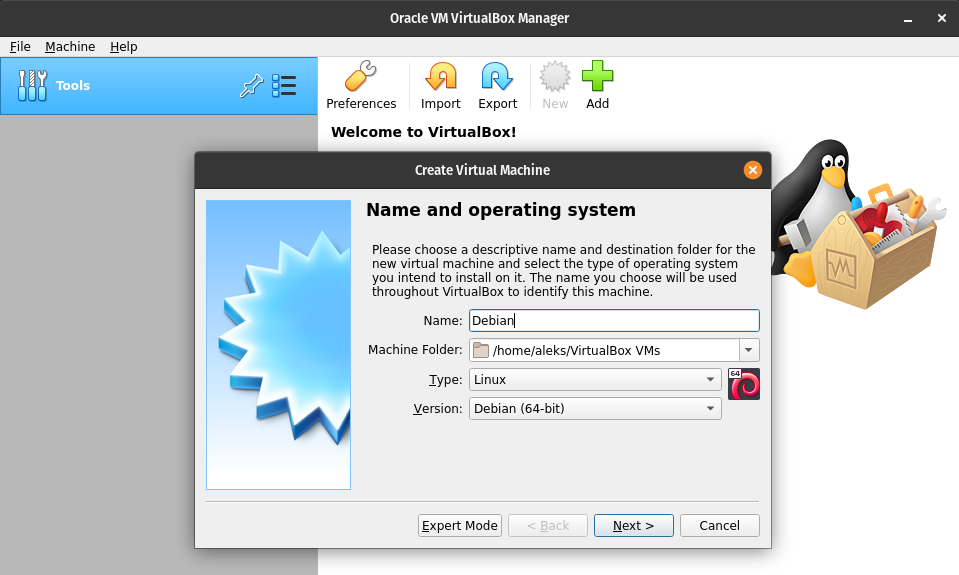 Oracle VM VirtualBox Manager
File Machine Help
Tools
Preferences Import Export New Add
Welcome to VirtualBox!
Create Virtual Machine
Name and operating system
Please choose a descriptive name and destination folder for the
new virtual machine and select the type of operating system
you intend to install on it. The name you choose will be used
throughout VirtualBox to identify this machine.
Name: Debian
Machine Folder: /home/aleks/VirtualBox VMs
Type: Linux
64
Version: Debian (64-bit)
Expert Mode < Back Next > Cancel